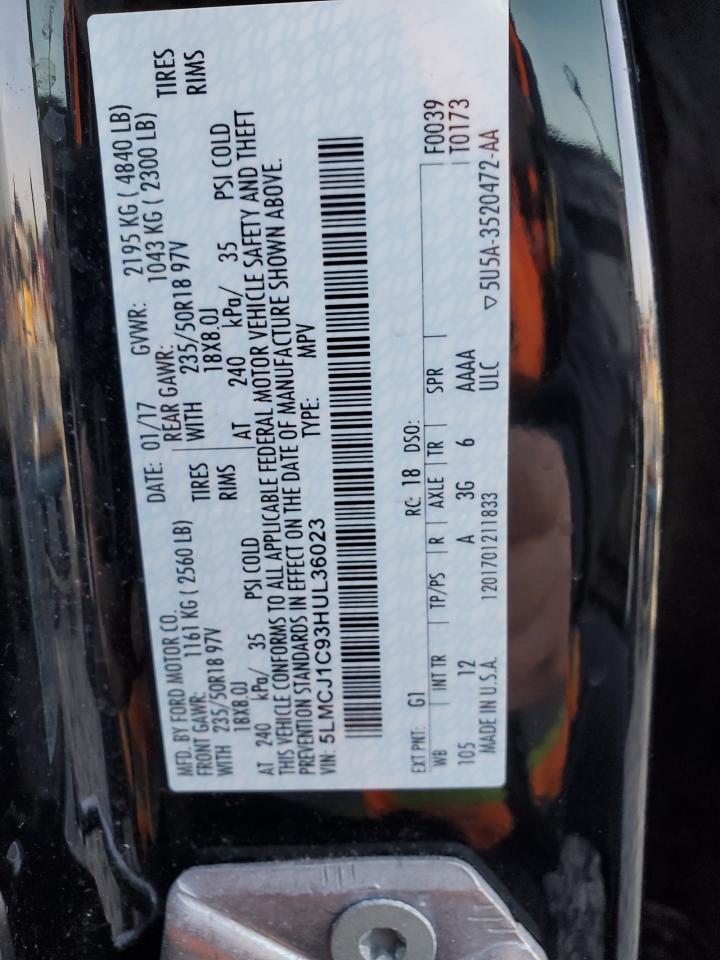 MFD. BY FORD MOTOR CO.
DATE: 01/17 GVWR: 2195 KG ( 4840 LB)
FRONT GAWR: 1161 KG ( 2560 LB) REAR GAWR: 1043 KG ( 2300 LB)
WITH 235/50R18 97V TIRES WITH 235/50R18 97V TIRES
18X8.0J RIMS 18X8.0J RIMS
AT 240 kPa/ 35 PSI COLD AT 240 kPa/ 35 PSI COLD
THIS VEHICLE CONFORMS TO ALL APPLICABLE FEDERAL MOTOR VEHICLE SAFETY AND THEFT
PREVENTION STANDARDS IN EFFECT ON THE DATE OF MANUFACTURE SHOWN ABOVE.
VIN: 5LMCJ1C93HUL36023 TYPE: MPV
F0039
T0173
EXT PNT: G1 RC: 18 DSO:
WB INT TR TP/PS R AXLE TR SPR
105 12 A 3G 6 AAAA
MADE IN U.S.A. 1201701211833 ULC
▽5U5A-3520472-AA